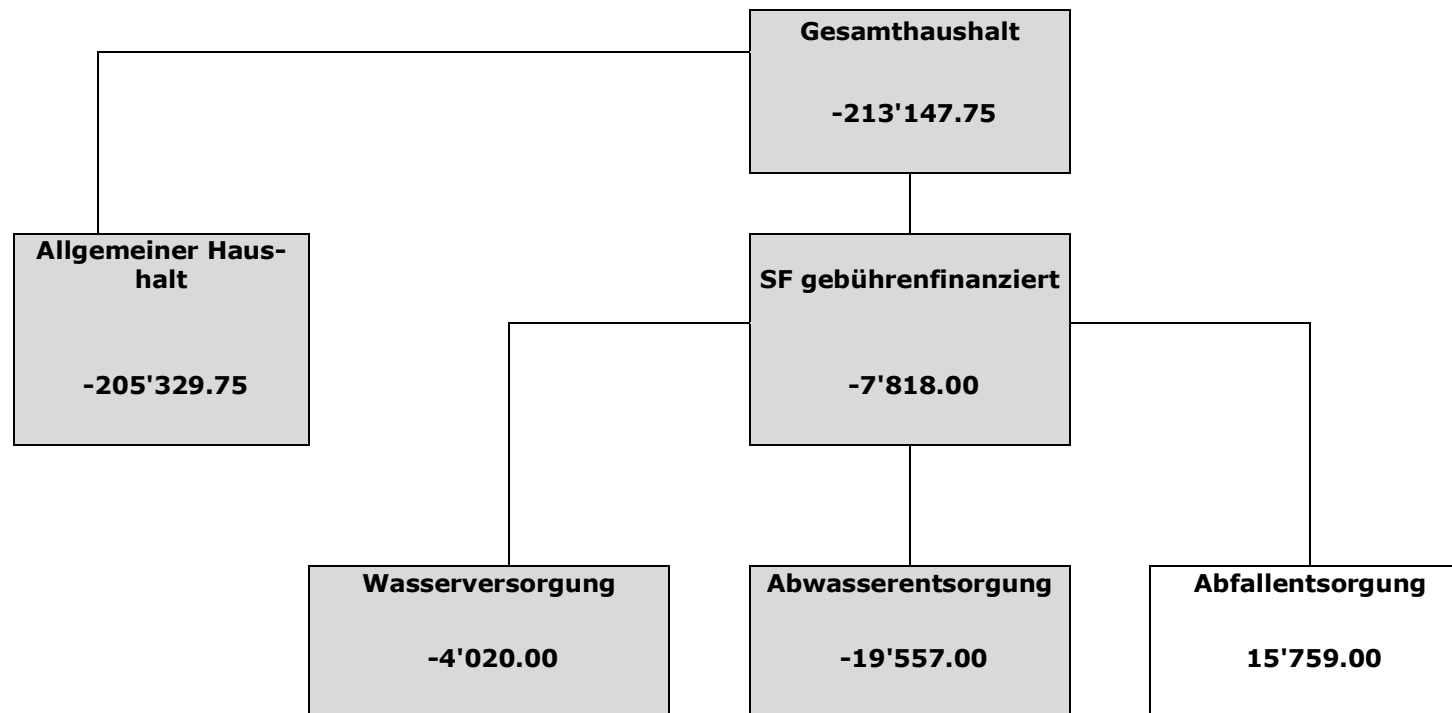 Gesamthaushalt
-213'147.75
Allgemeiner Haus-
halt
-205'329.75
SF gebührenfinanziert
-7'818.00
Wasserversorgung
-4'020.00
Abwasserentsorgung
-19'557.00
Abfallentsorgung
15'759.00